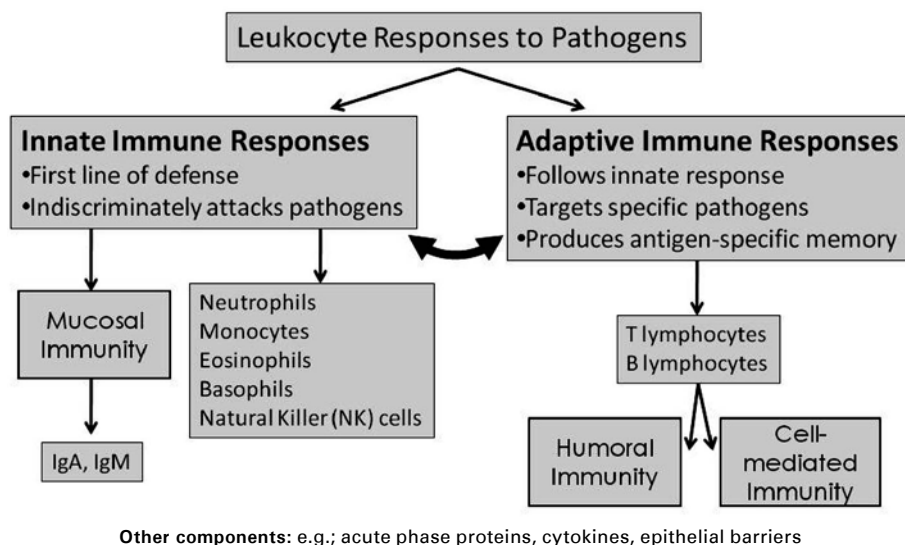 Leukocyte Responses to Pathogens
Innate Immune Responses
•First line of defense
•Indiscriminately attacks pathogens
Adaptive Immune Responses
•Follows innate response
•Targets specific pathogens
•Produces antigen-specific memory
Mucosal
Immunity
Neutrophils
Monocytes
Eosinophils
Basophils
Natural Killer (NK) cells
T lymphocytes
B lymphocytes
IgA, IgM
Humoral
Immunity
Cell-
mediated
Immunity
Other components: e.g.; acute phase proteins, cytokines, epithelial barriers